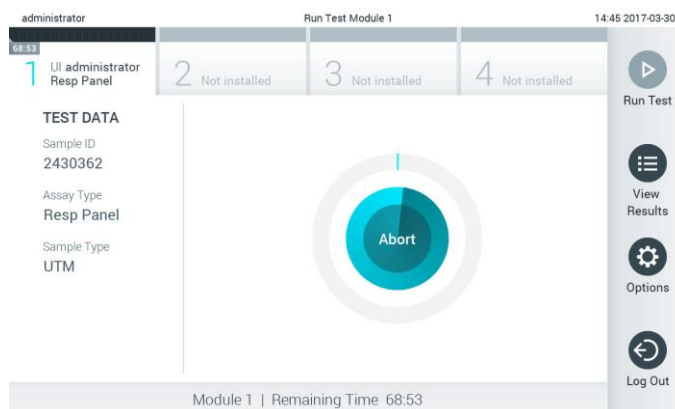 administrator
Run Test Module 1
14:45 2017-03-30
68:53
1
UI administrator
Resp Panel
2
Not installed
3
Not installed
4
Not installed
Run Test
TEST DATA
Sample ID
2430362
Assay Type
Resp Panel
Sample Type
UTM
Abort
View
Results
Options
Log Out
Module 1 | Remaining Time 68:53